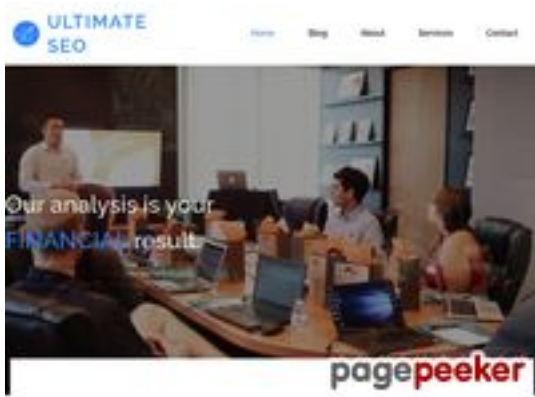 ULTIMATE
SEO
Home Blog About Services Contact
Our analysis is your
FINANCIAL result.
pagepeeker